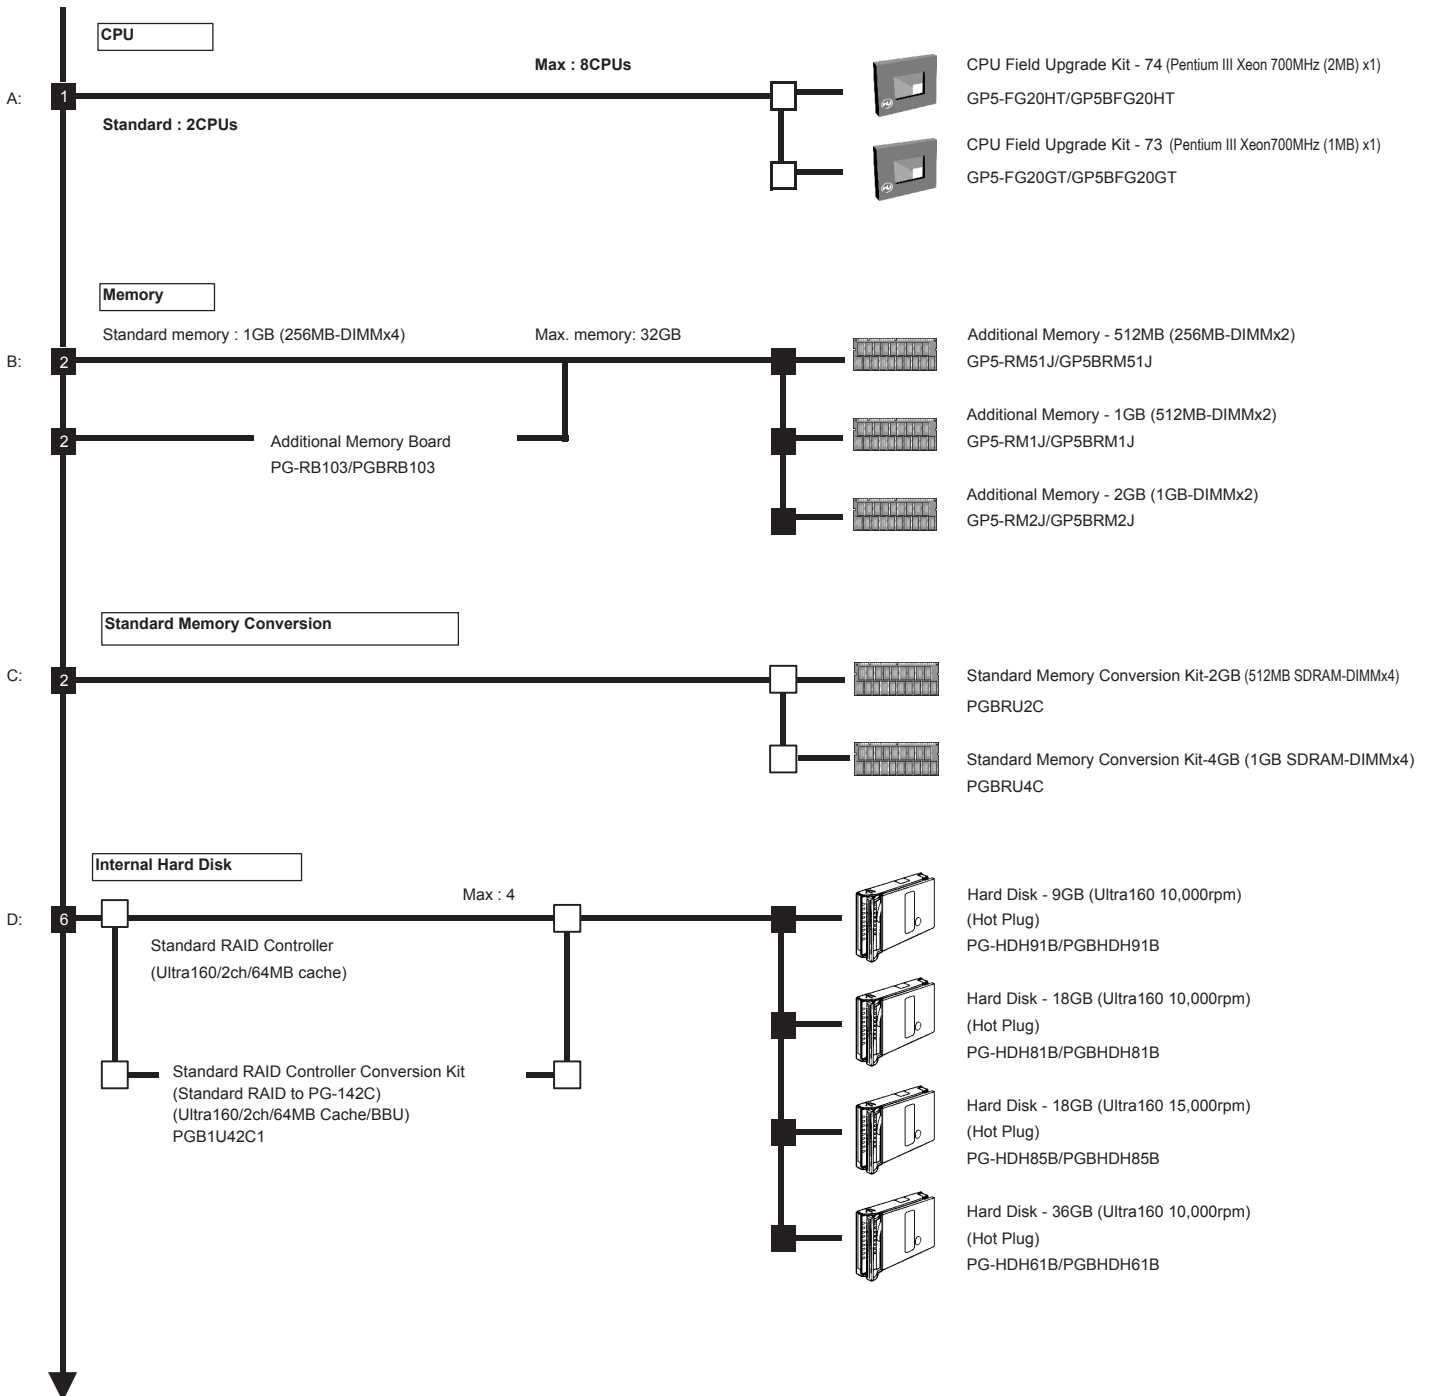 CPU
Max : 8CPUs
CPU Field Upgrade Kit - 74 (Pentium III Xeon 700MHz (2MB) x1)
A:
1
GP5-FG20HT/GP5BFG20HT
Standard : 2CPUs
CPU Field Upgrade Kit - 73 (Pentium III Xeon700MHz (1MB) x1)
GP5-FG20GT/GP5BFG20GT
Memory
Standard memory : 1GB (256MB-DIMMx4)
Max. memory: 32GB
Additional Memory - 512MB (256MB-DIMMx2)
B:
2
GP5-RM51J/GP5BRM51J
Additional Memory - 1GB (512MB-DIMMx2)
2
Additional Memory Board
GP5-RM1J/GP5BRM1J
PG-RB103/PGBRB103
Additional Memory - 2GB (1GB-DIMMx2)
GP5-RM2J/GP5BRM2J
Standard Memory Conversion
C:
2
Standard Memory Conversion Kit-2GB (512MB SDRAM-DIMMx4)
PGBRU2C
Standard Memory Conversion Kit-4GB (1GB SDRAM-DIMMx4)
PGBRU4C
Internal Hard Disk
Max : 4
Hard Disk - 9GB (Ultra160 10,000rpm)
D:
6
(Hot Plug)
Standard RAID Controller
PG-HDH91B/PGBHDH91B
(Ultra160/2ch/64MB cache)
Hard Disk - 18GB (Ultra160 10,000rpm)
(Hot Plug)
PG-HDH81B/PGBHDH81B
Standard RAID Controller Conversion Kit
(Standard RAID to PG-142C)
(Ultra160/2ch/64MB Cache/BBU)
PGB1U42C1
Hard Disk - 18GB (Ultra160 15,000rpm)
(Hot Plug)
PG-HDH85B/PGBHDH85B
Hard Disk - 36GB (Ultra160 10,000rpm)
(Hot Plug)
PG-HDH61B/PGBHDH61B